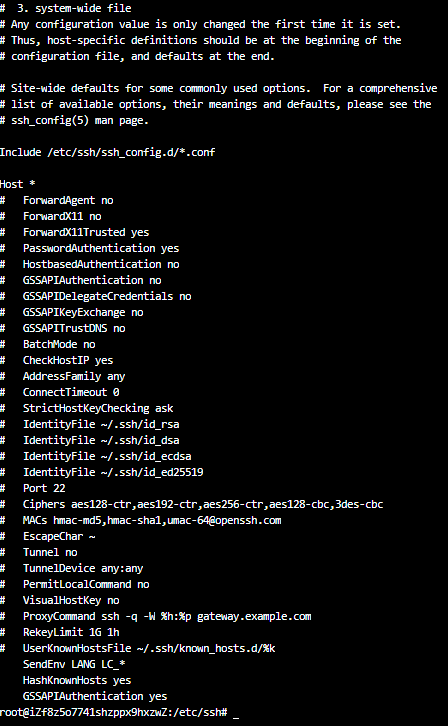 #  3. system-wide file
# Any configuration value is only changed the first time it is set.
# Thus, host-specific definitions should be at the beginning of the
# configuration file, and defaults at the end.

# Site-wide defaults for some commonly used options.  For a comprehensive
# list of available options, their meanings and defaults, please see the
# ssh_config(5) man page.

Include /etc/ssh/ssh_config.d/*.conf

Host *
#   ForwardAgent no
#   ForwardX11 no
#   ForwardX11Trusted yes
#   PasswordAuthentication yes
#   HostbasedAuthentication no
#   GSSAPIAuthentication no
#   GSSAPIDelegateCredentials no
#   GSSAPIKeyExchange no
#   GSSAPITrustDNS no
#   BatchMode no
#   CheckHostIP yes
#   AddressFamily any
#   ConnectTimeout 0
#   StrictHostKeyChecking ask
#   IdentityFile ~/.ssh/id_rsa
#   IdentityFile ~/.ssh/id_dsa
#   IdentityFile ~/.ssh/id_ecdsa
#   IdentityFile ~/.ssh/id_ed25519
#   Port 22
#   Ciphers aes128-ctr,aes192-ctr,aes256-ctr,aes128-cbc,3des-cbc
#   MACs hmac-md5,hmac-sha1,umac-64@openssh.com
#   EscapeChar ~
#   Tunnel no
#   TunnelDevice any:any
#   PermitLocalCommand no
#   VisualHostKey no
#   ProxyCommand ssh -q -W %h:%p gateway.example.com
#   RekeyLimit 1G 1h
#   UserKnownHostsFile ~/.ssh/known_hosts.d/%k
    SendEnv LANG LC_*
    HashKnownHosts yes
    GSSAPIAuthentication yes
root@iZf8z5o7741shzppx9hxzwZ:/etc/ssh# _